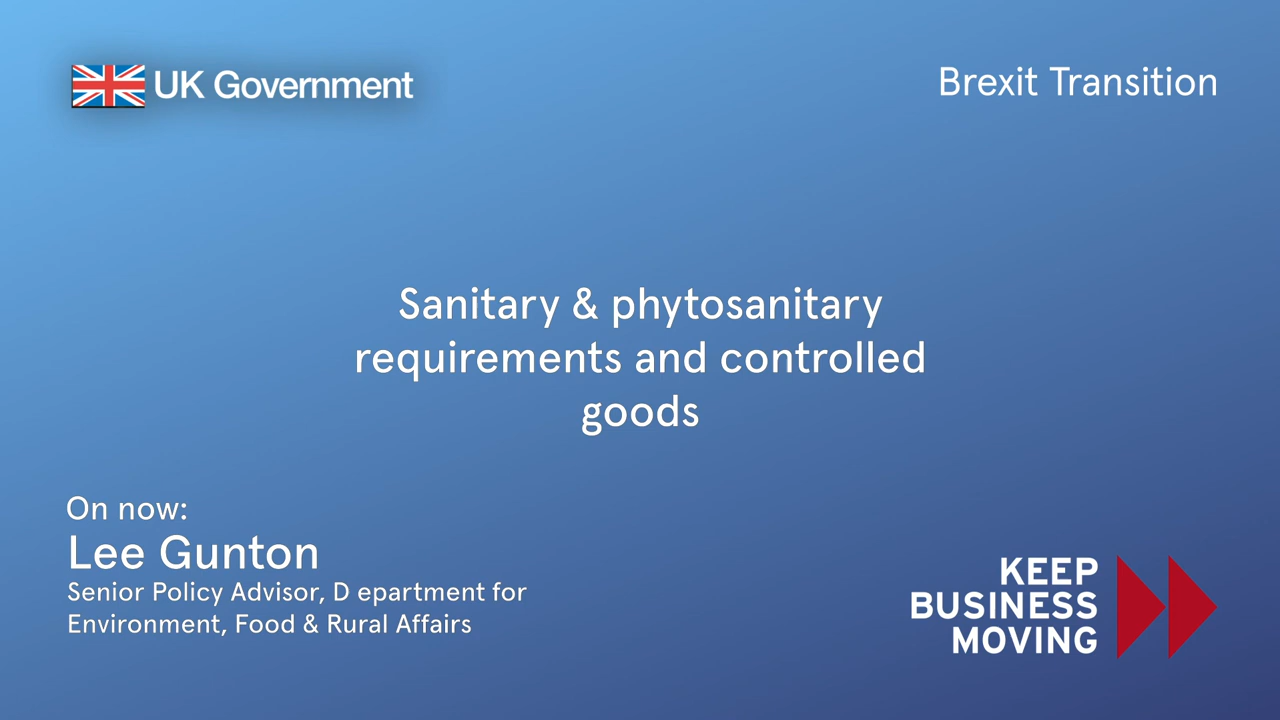 UK Government
Brexit Transition
Sanitary & phytosanitary
requirements and controlled
goods
On now:
Lee Gunton
Senior Policy Advisor, D epartment for
Environment, Food & Rural Affairs
KEEP
BUSINESS
MOVING